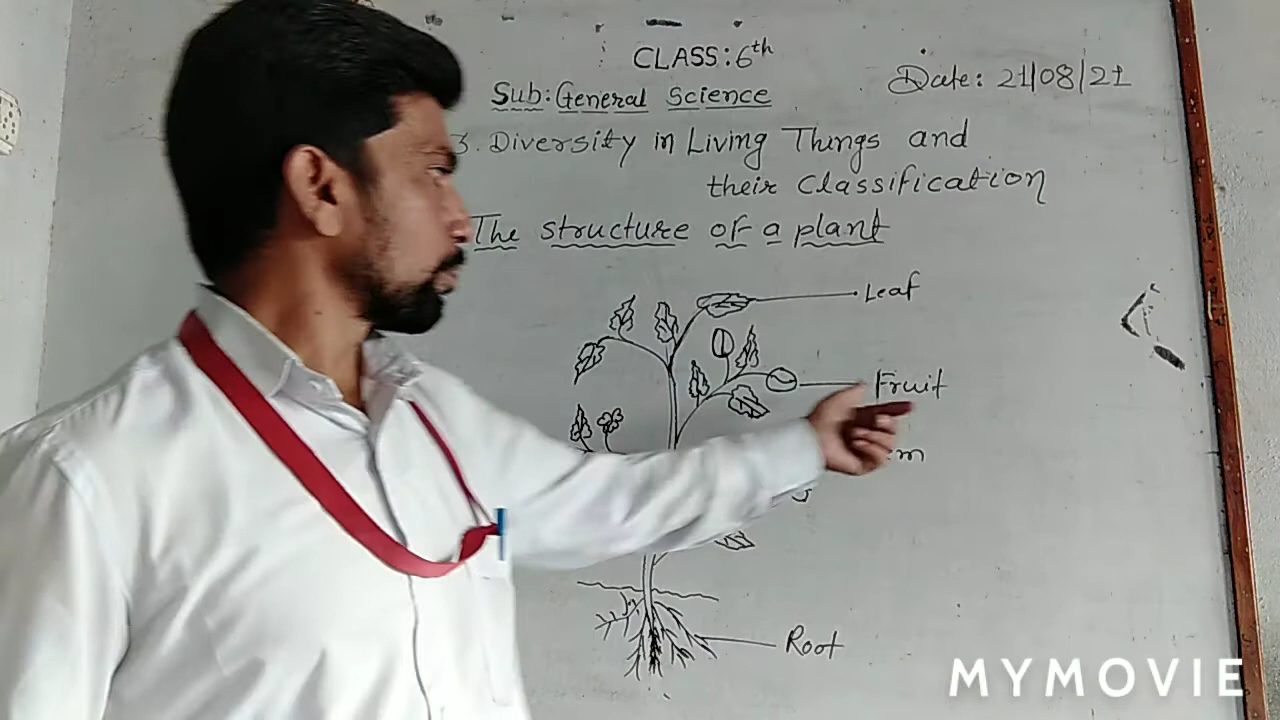 CLASS: 6th
Date: 21/08/21
Sub: General Science
3. Diversity in Living Things and
their Classification
The structure of a plant
Leaf
Fruit
Root
MYMOVIE